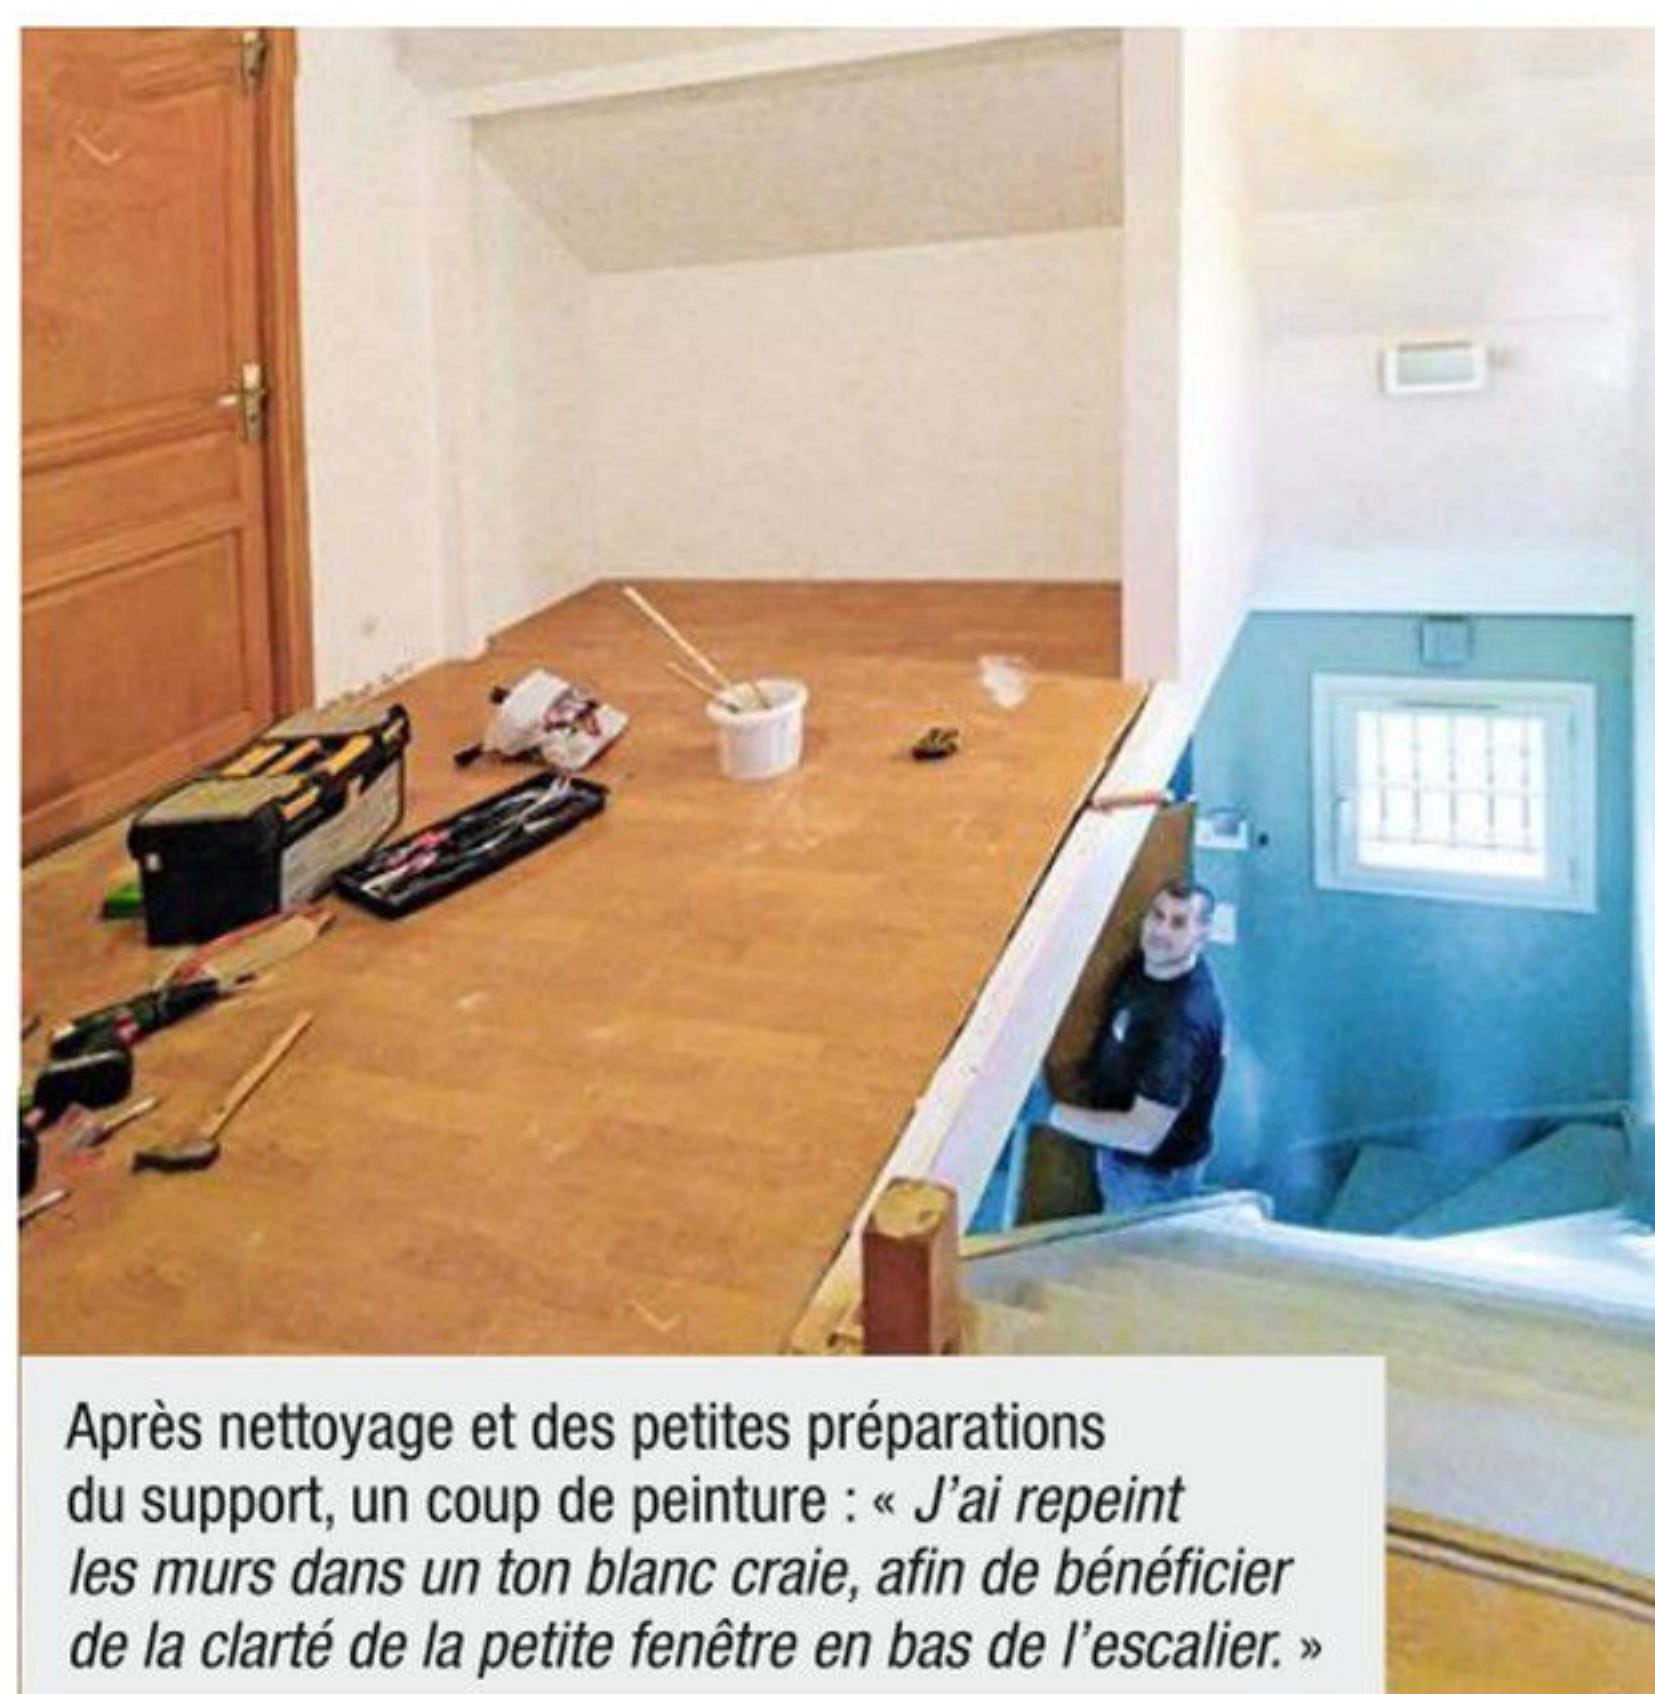 Après nettoyage et des petites préparations
du support, un coup de peinture : « J’ai repeint
les murs dans un ton blanc craie, afin de bénéficier
de la clarté de la petite fenêtre en bas de l’escalier. »